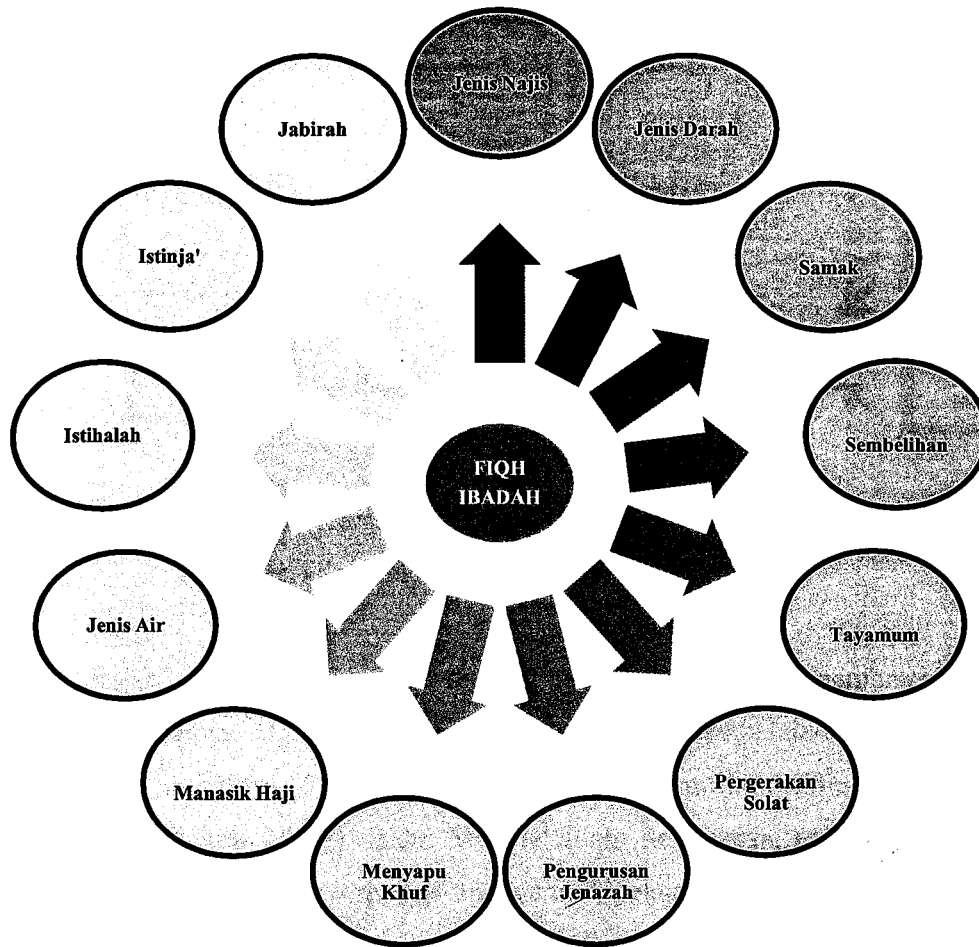 Jenis Najis
Jenis Darah
Samak
Sembelihan
Tayamum
Pergerakan
Solat
Pengurusan
Jenazah
Menyapu
Khuf
Manasik Haji
Jenis Air
Istihalah
Istinja'
Jabirah
FIQH
IBADAH